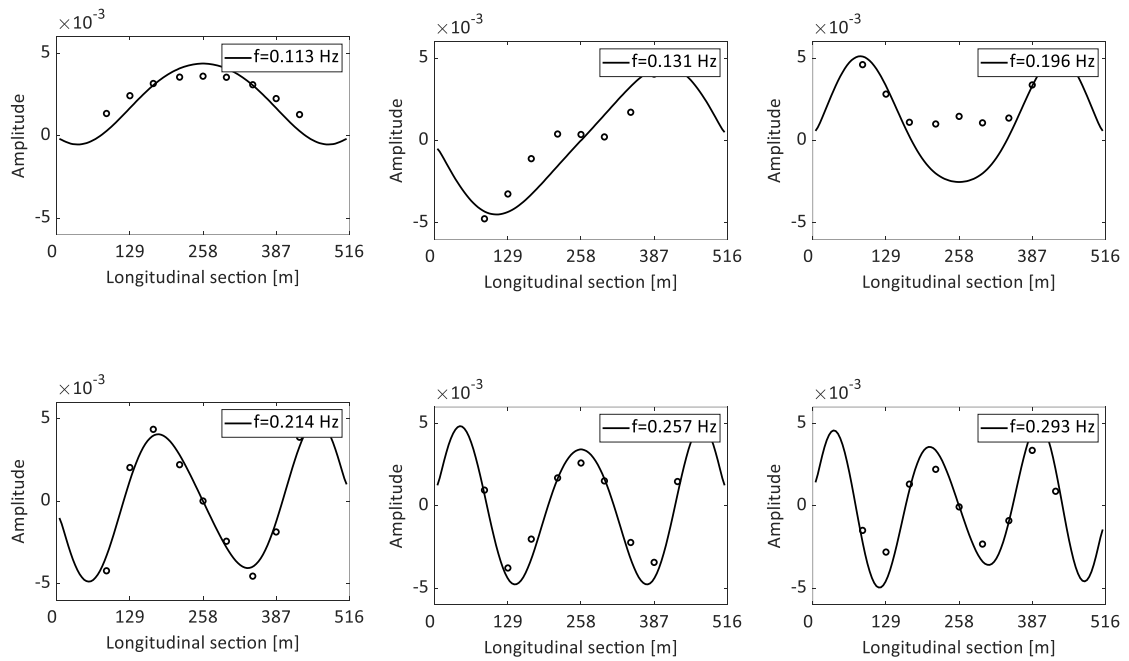 ×10⁻³
5
0
-5
Amplitude
f=0.113 Hz
0 129 258 387 516
Longitudinal section [m]
×10⁻³
5
0
-5
Amplitude
f=0.131 Hz
0 129 258 387 516
Longitudinal section [m]
×10⁻³
5
0
-5
Amplitude
f=0.196 Hz
0 129 258 387 516
Longitudinal section [m]
×10⁻³
5
0
-5
Amplitude
f=0.214 Hz
0 129 258 387 516
Longitudinal section [m]
×10⁻³
5
0
-5
Amplitude
f=0.257 Hz
0 129 258 387 516
Longitudinal section [m]
×10⁻³
5
0
-5
Amplitude
f=0.293 Hz
0 129 258 387 516
Longitudinal section [m]